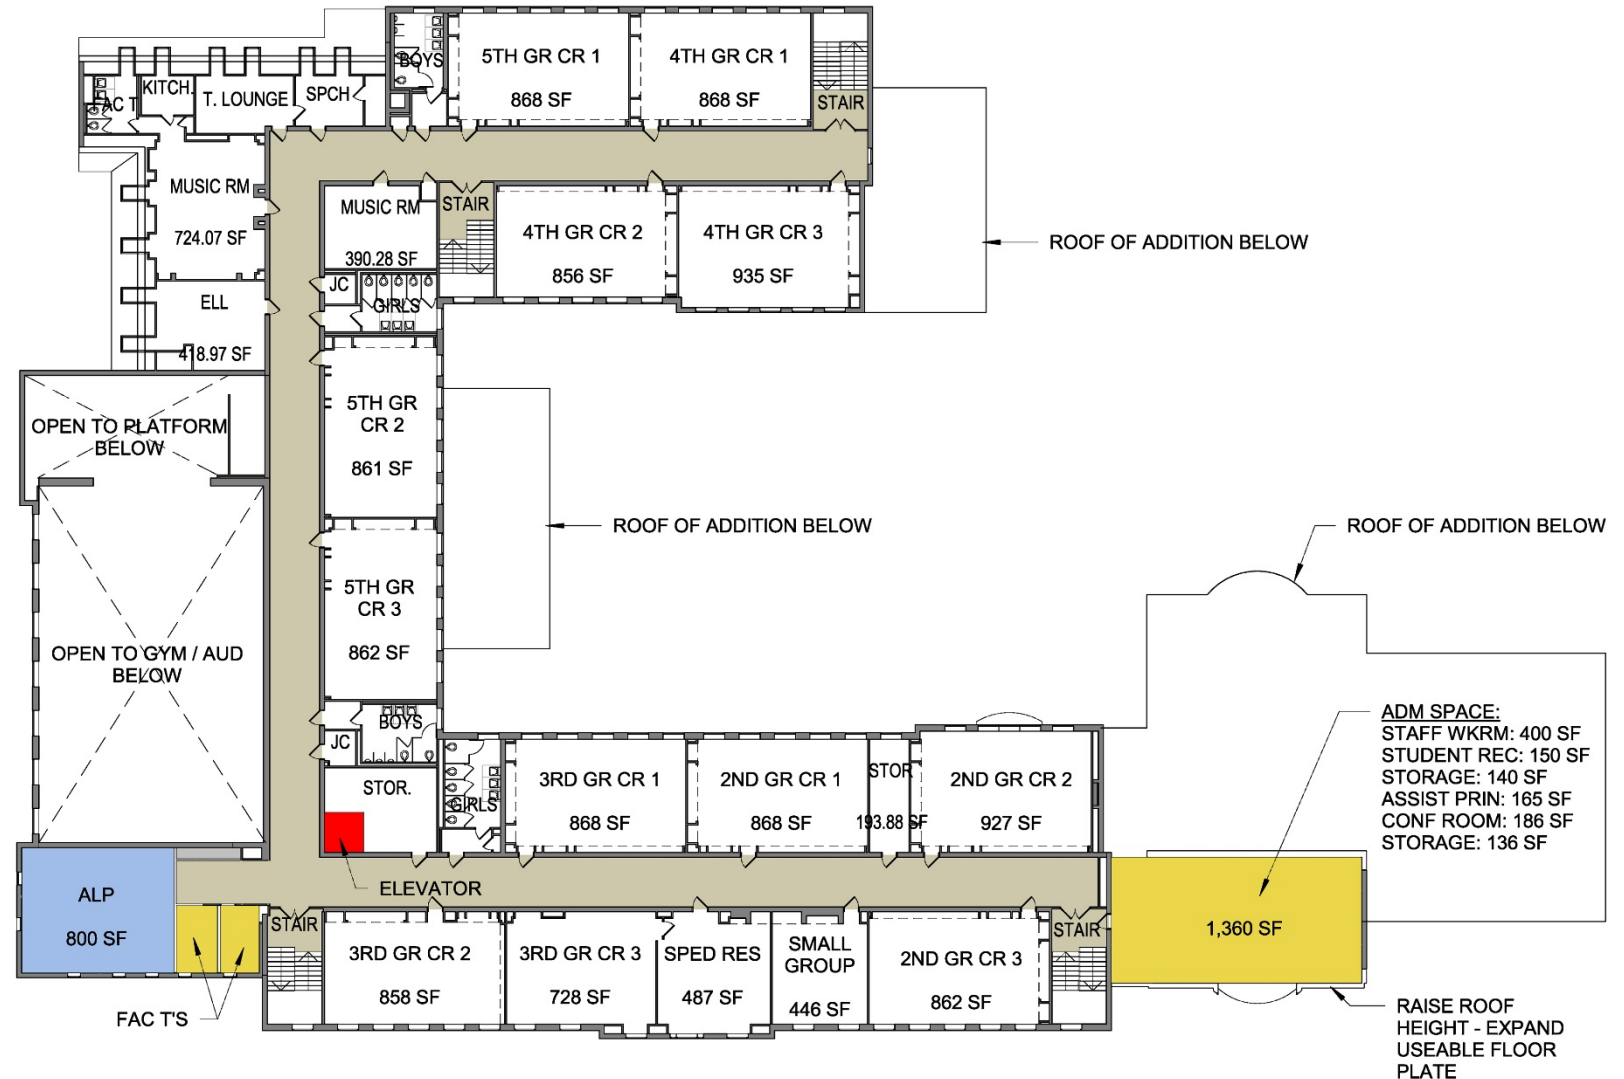 BOYS
5TH GR CR 1
868 SF
4TH GR CR 1
868 SF
STAIR
FAC T
KITCH.
T. LOUNGE
SPCH
MUSIC RM
724.07 SF
MUSIC RM
390.28 SF
STAIR
4TH GR CR 2
856 SF
4TH GR CR 3
935 SF
ROOF OF ADDITION BELOW
JC
GIRLS
ELL
418.97 SF
OPEN TO PLATFORM
BELOW
5TH GR
CR 2
861 SF
ROOF OF ADDITION BELOW
ROOF OF ADDITION BELOW
5TH GR
CR 3
862 SF
OPEN TO GYM / AUD
BELOW
BOYS
JC
STOR.
GIRLS
3RD GR CR 1
868 SF
2ND GR CR 1
868 SF
STOR
193.88 SF
2ND GR CR 2
927 SF
ADM SPACE:
STAFF WKRM: 400 SF
STUDENT REC: 150 SF
STORAGE: 140 SF
ASSIST PRIN: 165 SF
CONF ROOM: 186 SF
STORAGE: 136 SF
ELEVATOR
ALP
800 SF
STAIR
3RD GR CR 2
858 SF
3RD GR CR 3
728 SF
SPED RES
487 SF
SMALL
GROUP
446 SF
2ND GR CR 3
862 SF
STAIR
1,360 SF
FAC T'S
RAISE ROOF
HEIGHT - EXPAND
USEABLE FLOOR
PLATE